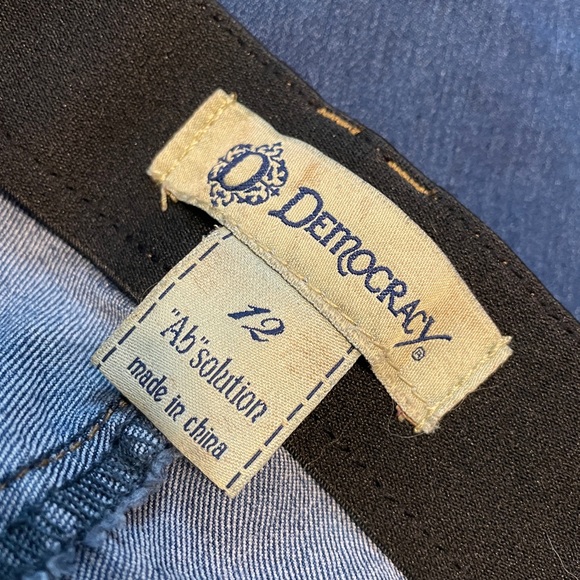 D DEMOCRACY®
12
"Ab"solution
made in china